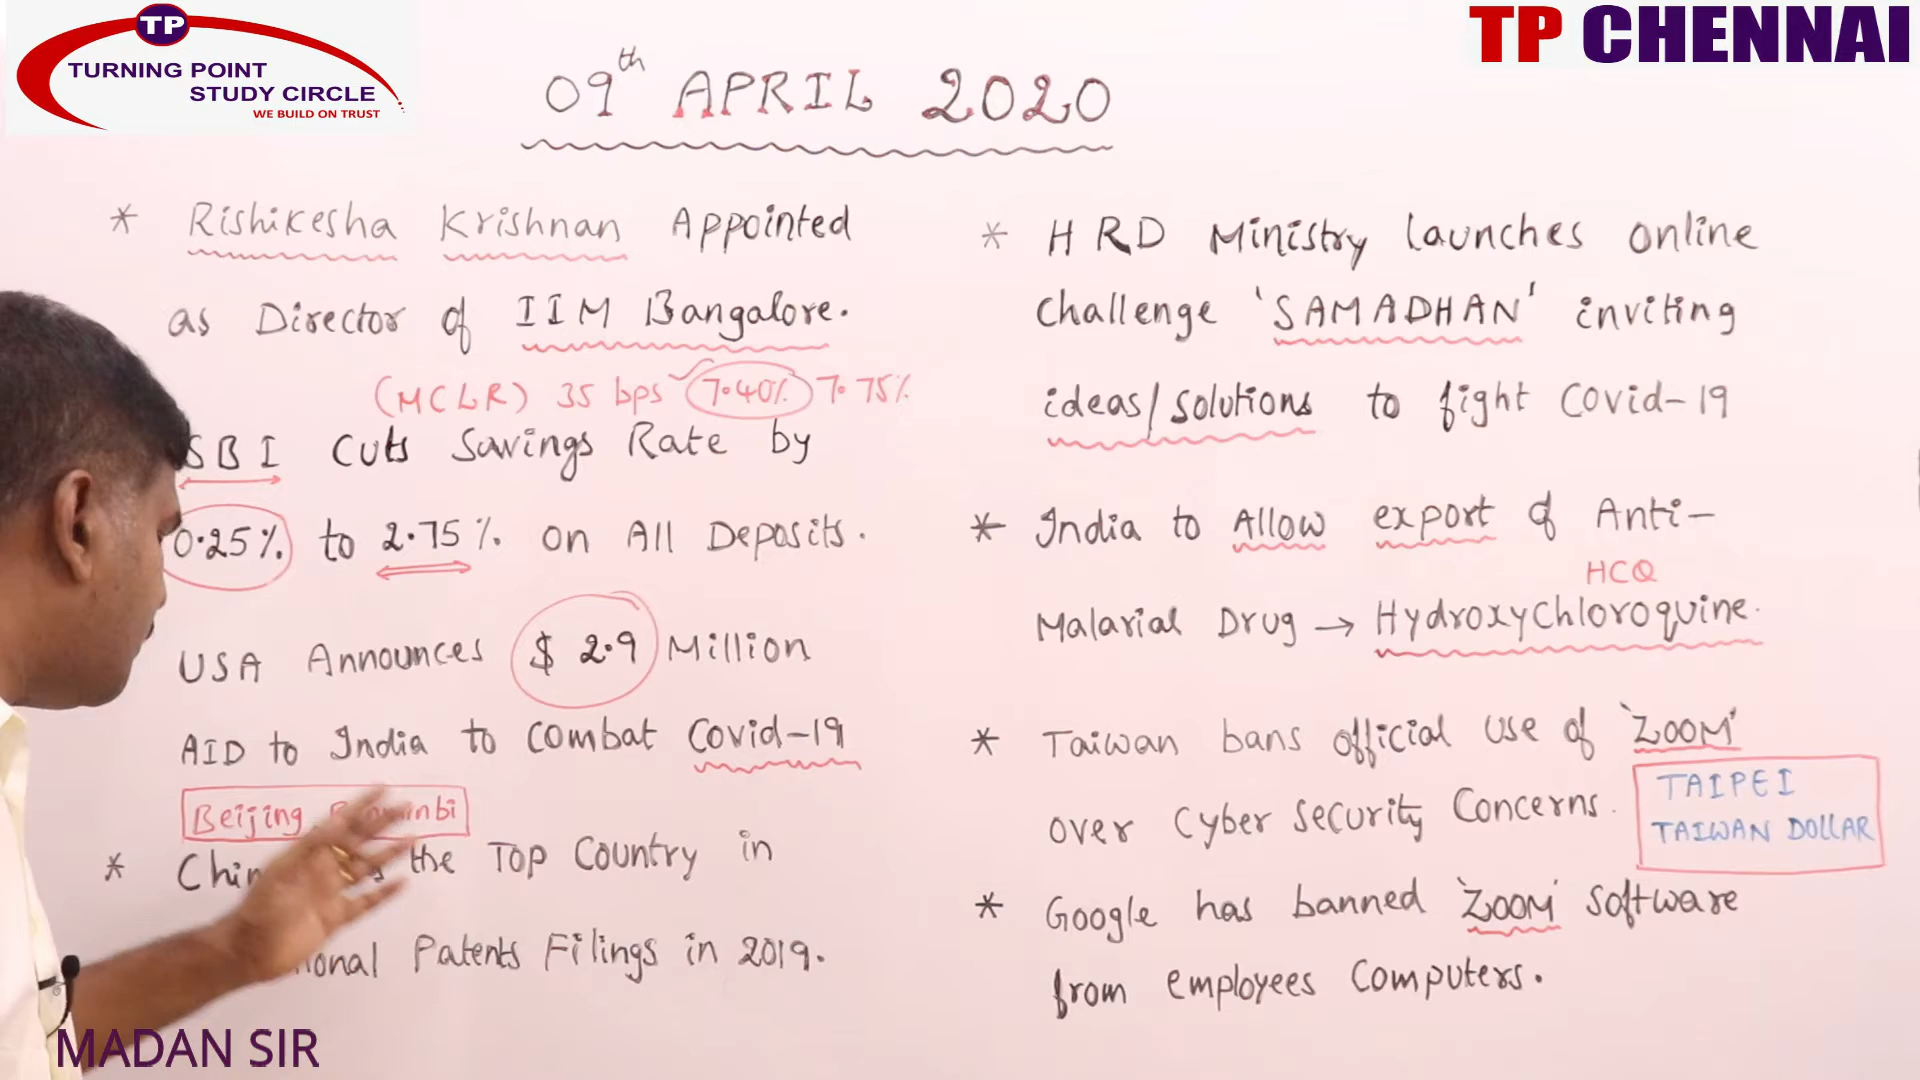 TP
TURNING POINT
STUDY CIRCLE
WE BUILD ON TRUST
TP CHENNAI
09th APRIL 2020
* Rishikesha Krishnan Appointed
as Director of IIM Bangalore.
(MCLR) 35 bps 7.40% 7.75%
SBI Cuts Savings Rate by
0.25% to 2.75% on All Deposits.
USA Announces $ 2.9 Million
AID to India to Combat Covid-19
Beijing
* the Top Country in
Patents Filings in 2019.
* HRD Ministry launches online
challenge 'SAMADHAN' inviting
ideas/solutions to fight Covid-19
* India to Allow export of Anti-
HCQ
Malarial Drug → HydroxyChloroquine.
* Taiwan bans official use of 'ZOOM'
over Cyber Security Concerns.
TAIPEI
TAIWAN DOLLAR
* Google has banned 'ZOOM' Software
from employees Computers.
MADAN SIR